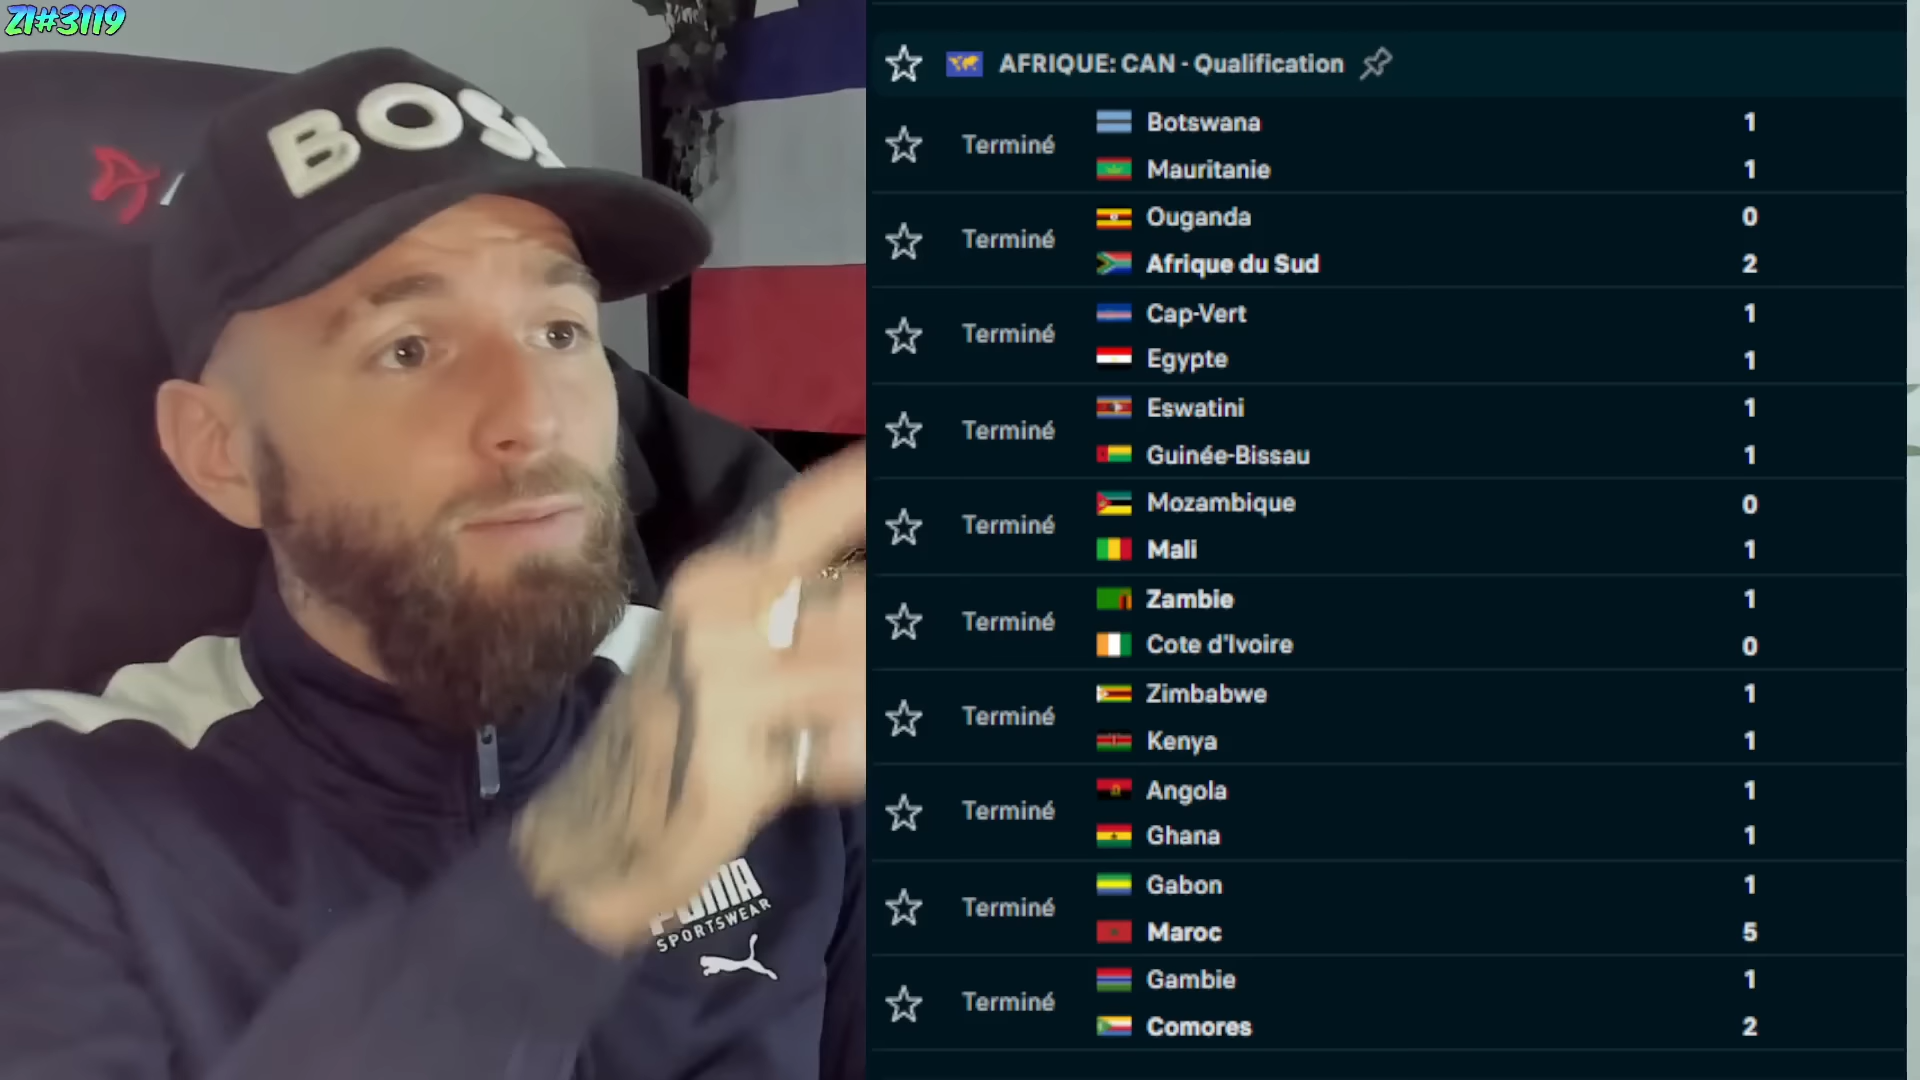 ZI#3119
BOSS
PUMA
SPORTSWEAR
AFRIQUE: CAN - Qualification
Terminé
Botswana 1
Mauritanie 1
Terminé
Ouganda 0
Afrique du Sud 2
Terminé
Cap-Vert 1
Egypte 1
Terminé
Eswatini 1
Guinée-Bissau 1
Terminé
Mozambique 0
Mali 1
Terminé
Zambie 1
Cote d'Ivoire 0
Terminé
Zimbabwe 1
Kenya 1
Terminé
Angola 1
Ghana 1
Terminé
Gabon 1
Maroc 5
Terminé
Gambie 1
Comores 2